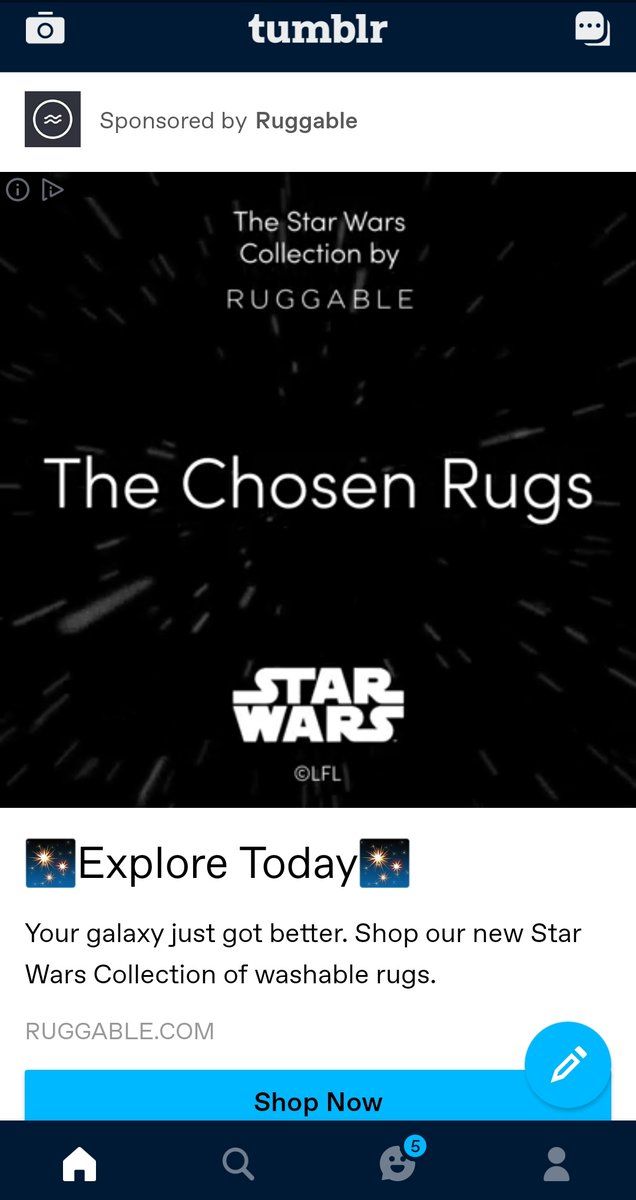 tumblr
Sponsored by Ruggable
The Star Wars
Collection by
RUGGABLE
The Chosen Rugs
STAR
WARS
©LFL
🎇Explore Today🎇
Your galaxy just got better. Shop our new Star
Wars Collection of washable rugs.
RUGGABLE.COM
Shop Now
5